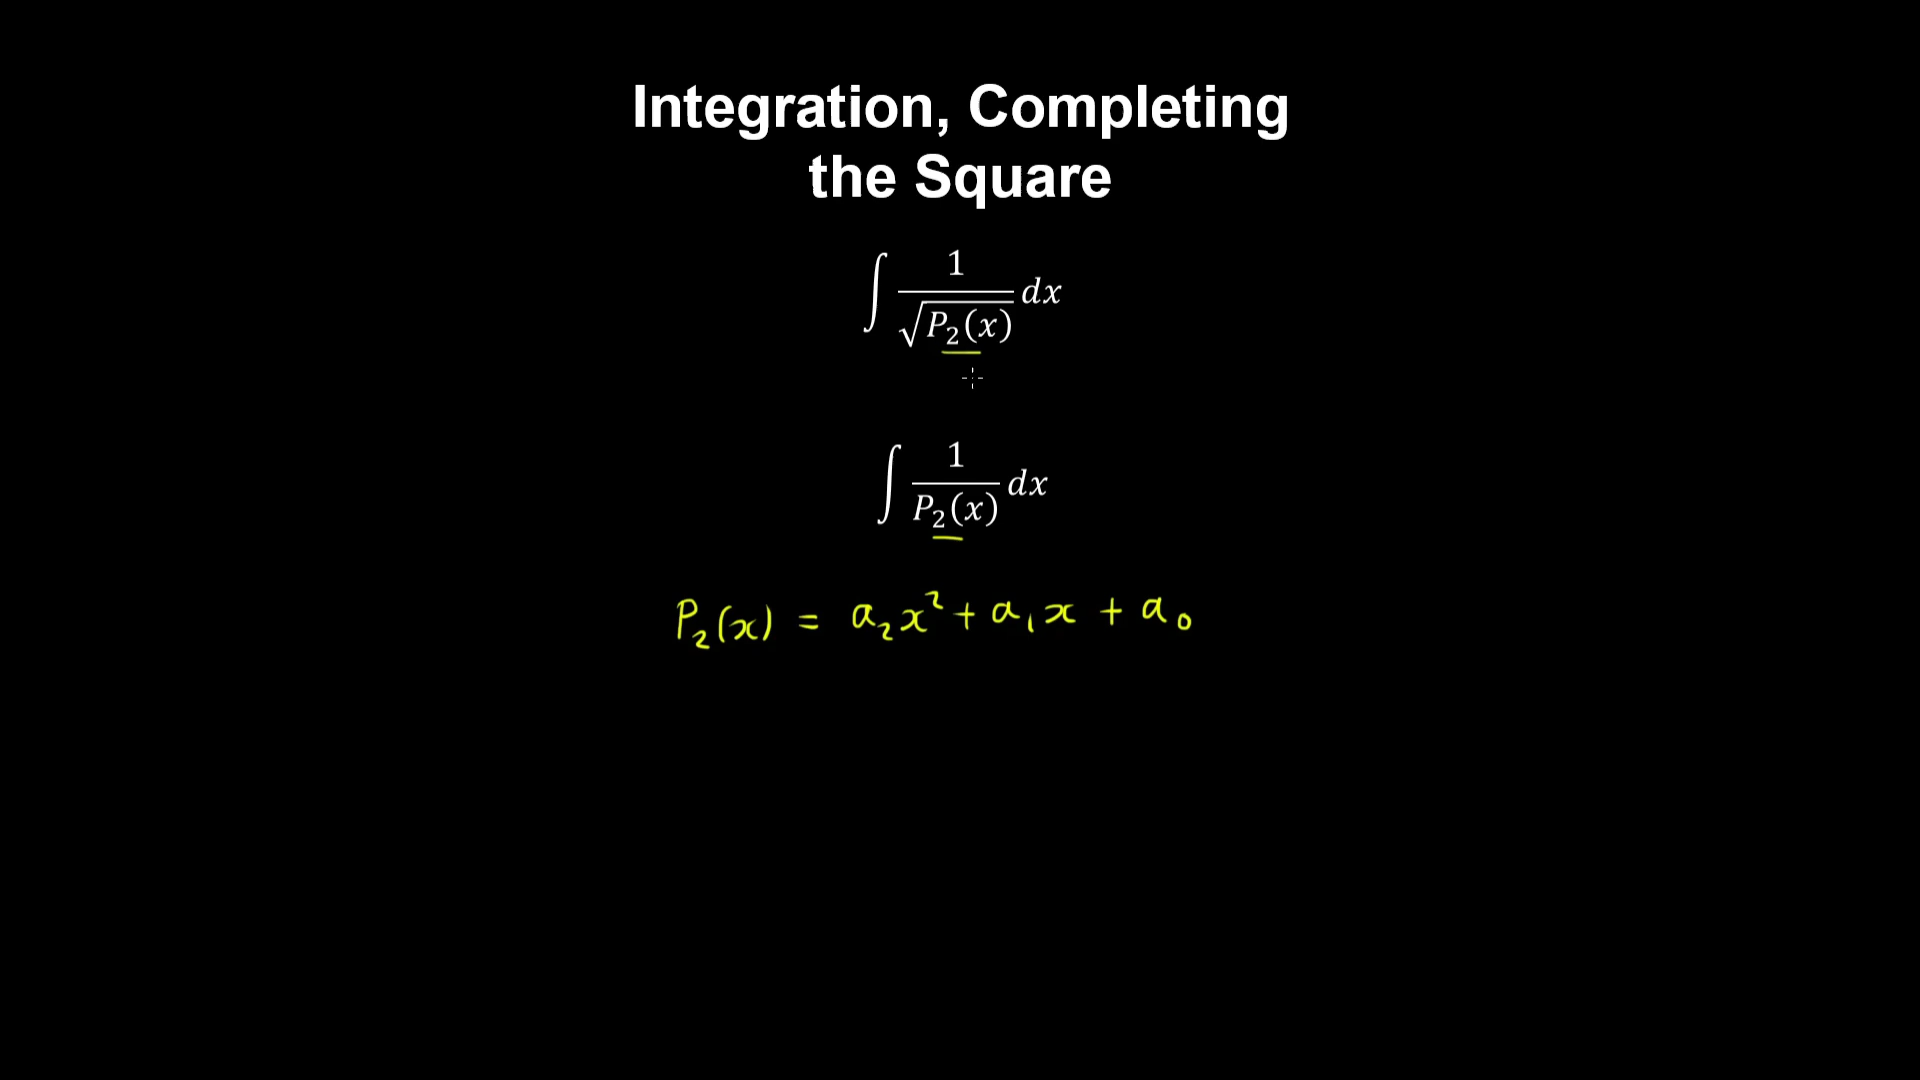 Integration, Completing
the Square
∫ 1/√(P₂(x)) dx
∫ 1/P₂(x) dx
P₂(x) = a₂x² + a₁x + a₀